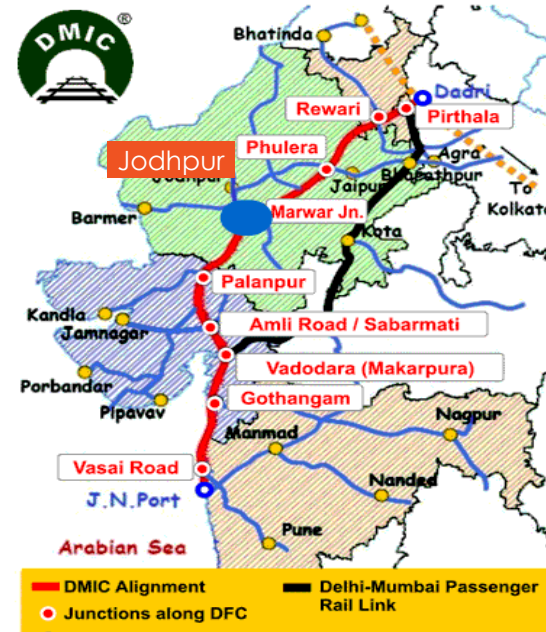 DMIC
Bhatinda
Dadri
Rewari
Pirthala
Phulera
Jodhpur
Jodhpur
Jaipur
Agra
Bharathpur
To
Kolkata
Barmer
Marwar Jn.
Kota
Palanpur
Kandla
Jamnagar
Amli Road / Sabarmati
Vadodara (Makarpura)
Porbandar
Pipavav
Gothangam
Nagpur
Manmad
Vasai Road
Nanded
J.N.Port
Pune
Arabian Sea
DMIC Alignment
Delhi-Mumbai Passenger
Rail Link
Junctions along DFC